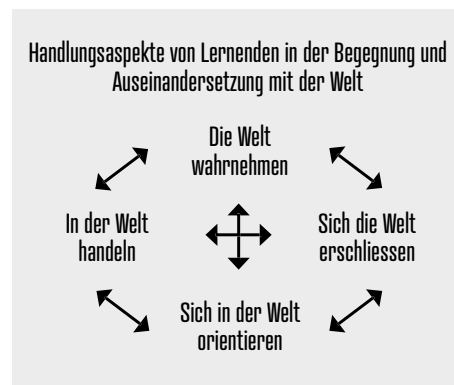 Handlungsaspekte von Lernenden in der Begegnung und
Auseinandersetzung mit der Welt
Die Welt
wahrnehmen
In der Welt
handeln
Sich die Welt
erschliessen
Sich in der Welt
orientieren